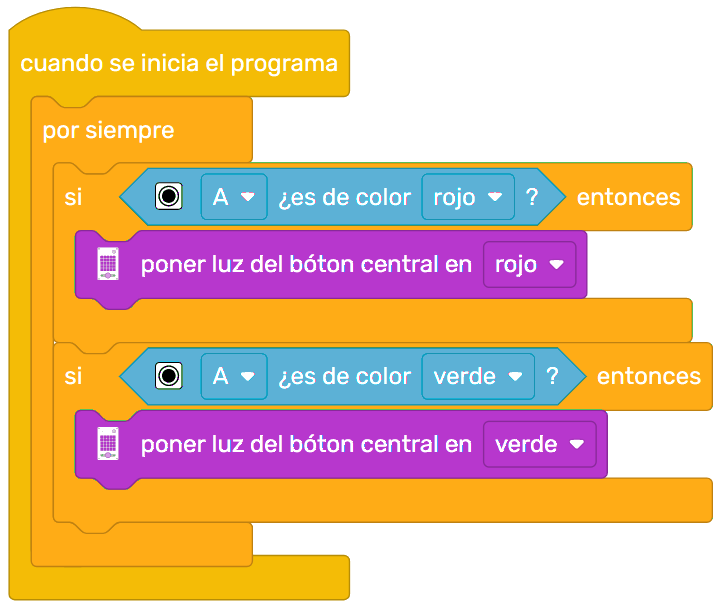 cuando se inicia el programa
por siempre
si A ¿es de color rojo ? entonces
poner luz del bóton central en rojo
si A ¿es de color verde ? entonces
poner luz del bóton central en verde